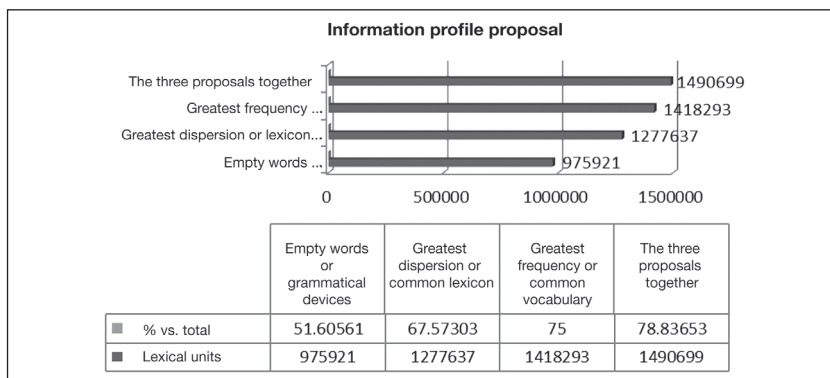 Information profile proposal
The three proposals together
1490699
Greatest frequency ...
1418293
Greatest dispersion or lexicon...
1277637
Empty words ...
975921
0 500000 1000000 1500000
Empty words
or
grammatical
devices
Greatest
dispersion or
common lexicon
Greatest
frequency or
common
vocabulary
The three
proposals
together
% vs. total 51.60561 67.57303 75 78.83653
Lexical units 975921 1277637 1418293 1490699